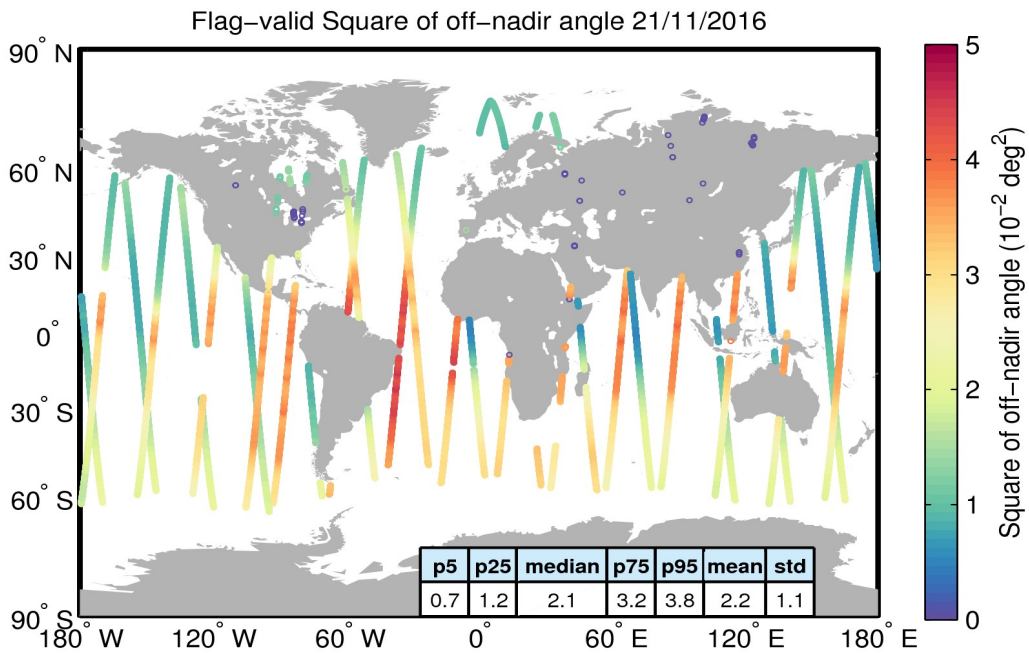 Flag−valid Square of off−nadir angle 21/11/2016
90° N
60° N
30° N
0°
30° S
60° S
90° S
180° W
120° W
60° W
0°
60° E
120° E
180° E
p5 p25 median p75 p95 mean std
0.7 1.2 2.1 3.2 3.8 2.2 1.1
5
4
3
2
1
0
Square of off−nadir angle (10⁻² deg²)